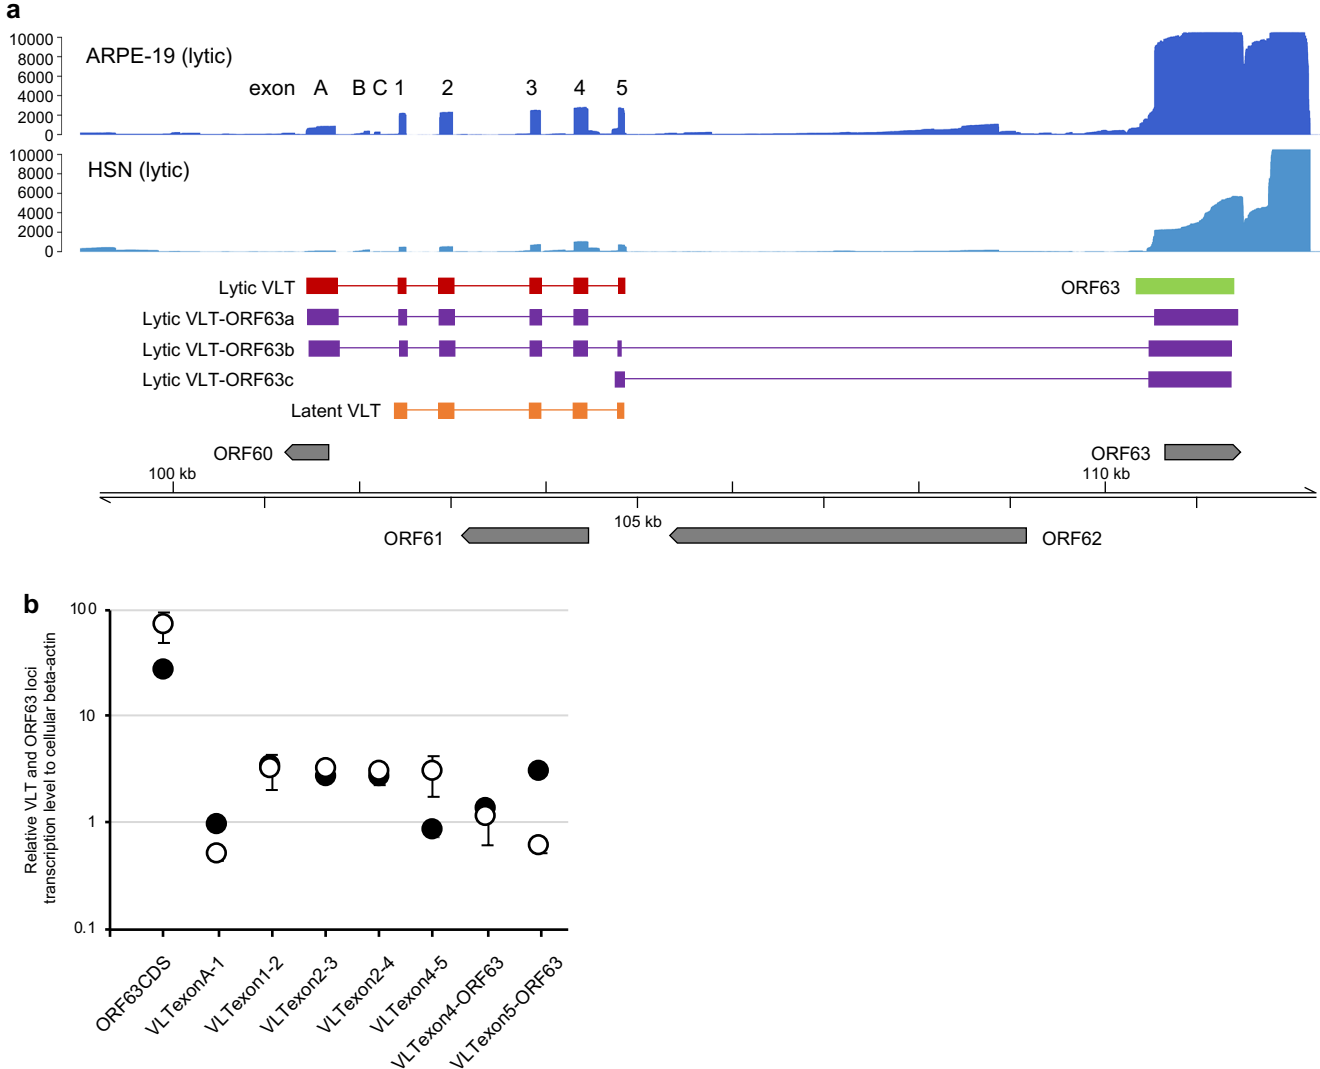 a
10000
8000
6000
4000
2000
0
ARPE-19 (lytic)
exon A B C 1 2 3 4 5
10000
8000
6000
4000
2000
0
HSN (lytic)
Lytic VLT
ORF63
Lytic VLT-ORF63a
Lytic VLT-ORF63b
Lytic VLT-ORF63c
Latent VLT
ORF60
ORF63
100 kb
110 kb
105 kb
ORF61
ORF62
b
Relative VLT and ORF63 loci
transcription level to cellular beta-actin
100
10
1
0.1
ORF63CDS
VLTexonA-1
VLTexon1-2
VLTexon2-3
VLTexon2-4
VLTexon4-5
VLTexon4-ORF63
VLTexon5-ORF63